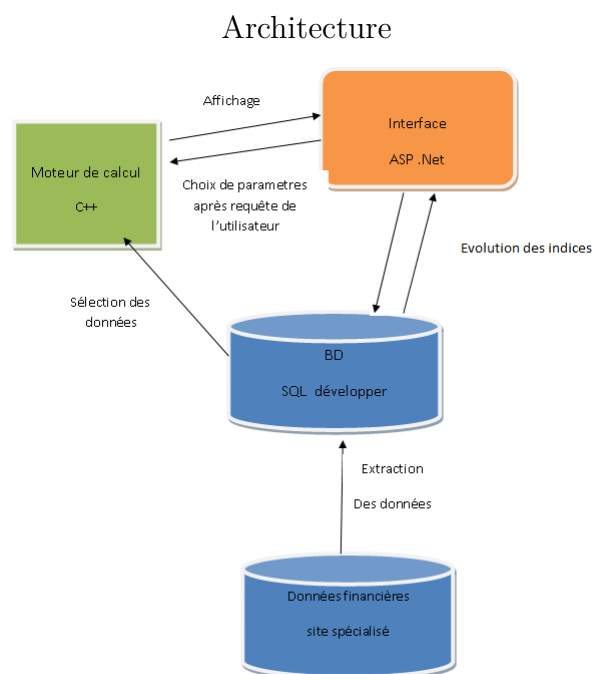 Architecture
Affichage
Interface
ASP .Net
Moteur de calcul
C++
Choix de parametres
après requête de
l'utilisateur
Evolution des indices
Sélection des
données
BD
SQL développer
Extraction
Des données
Données financières
site spécialisé